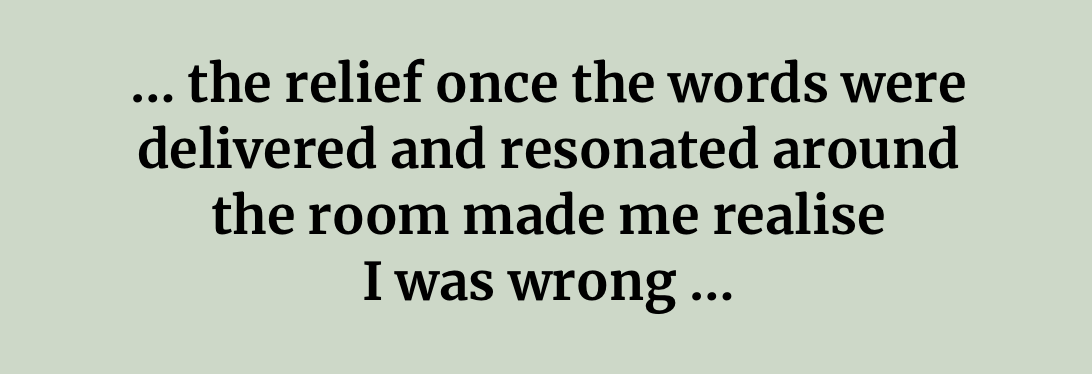 ... the relief once the words were
delivered and resonated around
the room made me realise
I was wrong ...